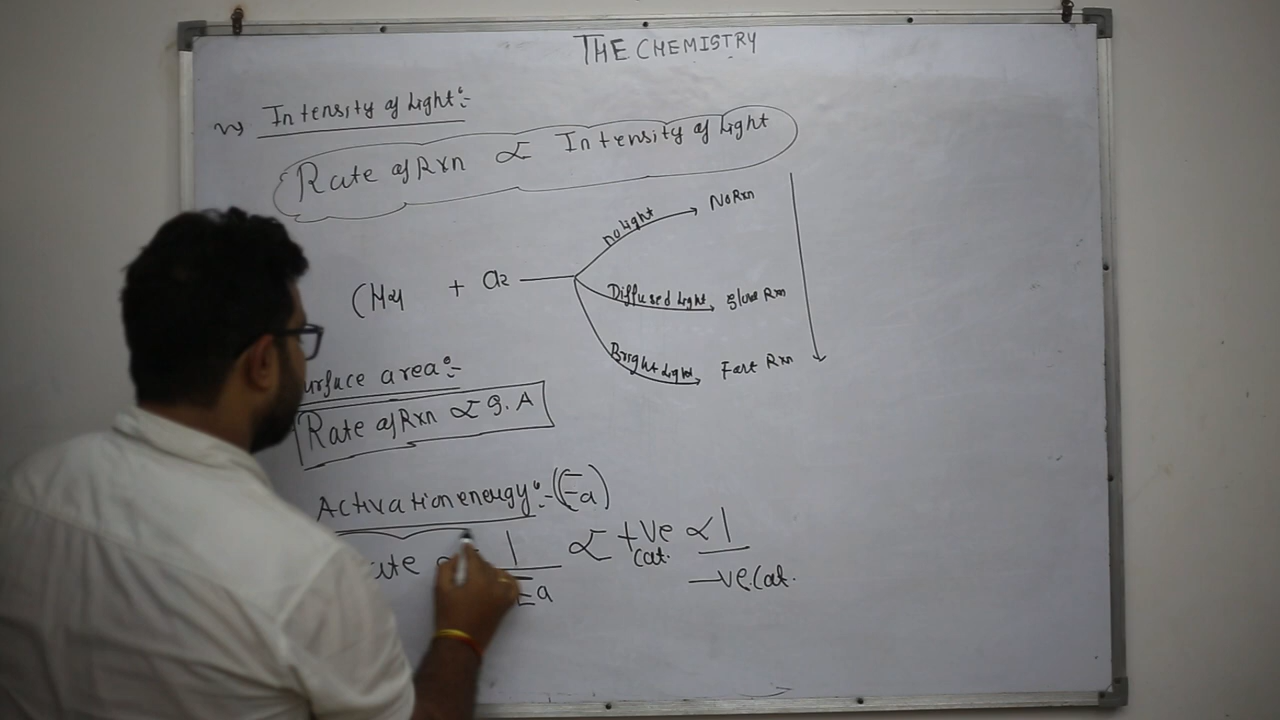 THE CHEMISTRY
Intensity of Light :-
Rate of Rxn ∝ Intensity of Light
No Light → No Rxn
CH4 + Cl2
Diffused Light → Slow Rxn
Bright Light → Fast Rxn
urface area :-
Rate of Rxn ∝ S.A
Activation energy :- (Ea)
ate ∝ 1/Ea ∝ +ve cat. ∝ 1/-ve Cat.